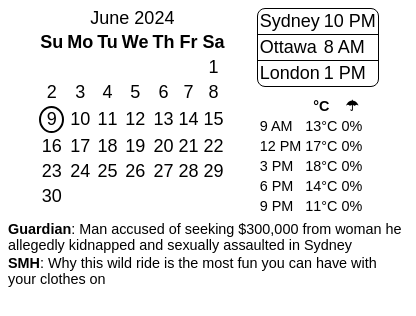 June 2024
Su Mo Tu We Th Fr Sa
1
2 3 4 5 6 7 8
9 10 11 12 13 14 15
16 17 18 19 20 21 22
23 24 25 26 27 28 29
30
Sydney 10 PM
Ottawa 8 AM
London 1 PM
°C ☂
9 AM 13°C 0%
12 PM 17°C 0%
3 PM 18°C 0%
6 PM 14°C 0%
9 PM 11°C 0%
Guardian: Man accused of seeking $300,000 from woman he
allegedly kidnapped and sexually assaulted in Sydney
SMH: Why this wild ride is the most fun you can have with
your clothes on